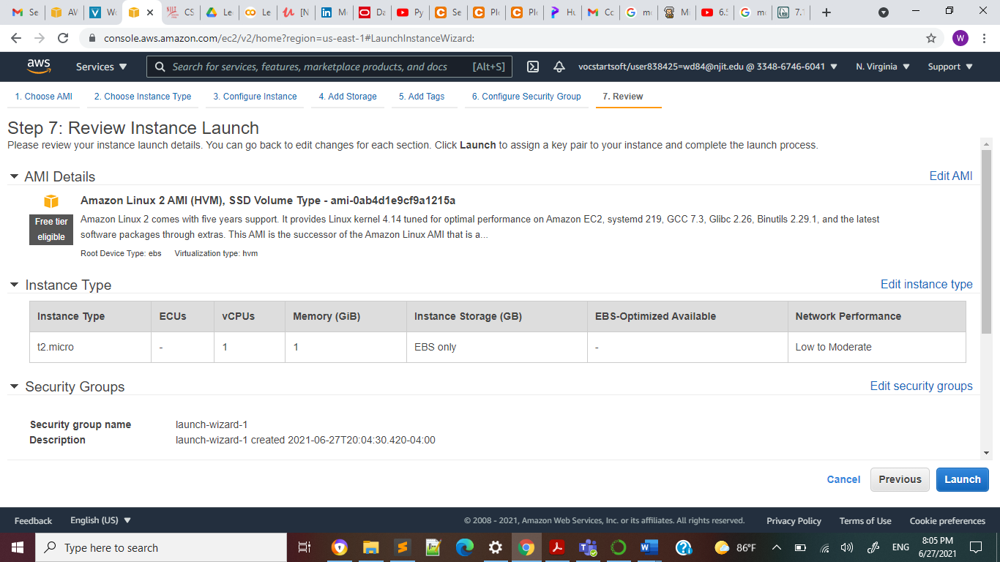 Se
AW
Wo
CS
Le
Co Le
[N
Me
Da
Py
Se
Ple
Ple
Hu
Cc
mo
Mi
6.5
mo
7.1
console.aws.amazon.com/ec2/v2/home?region=us-east-1#LaunchInstanceWizard:
W
aws
Services
Search for services, features, marketplace products, and docs
[Alt+S]
vocstartsoft/user838425=wd84@njit.edu @ 3348-6746-6041
N. Virginia
Support
1. Choose AMI
2. Choose Instance Type
3. Configure Instance
4. Add Storage
5. Add Tags
6. Configure Security Group
7. Review
Step 7: Review Instance Launch
Please review your instance launch details. You can go back to edit changes for each section. Click Launch to assign a key pair to your instance and complete the launch process.
AMI Details
Edit AMI
Free tier
eligible
Amazon Linux 2 AMI (HVM), SSD Volume Type - ami-0ab4d1e9cf9a1215a
Amazon Linux 2 comes with five years support. It provides Linux kernel 4.14 tuned for optimal performance on Amazon EC2, systemd 219, GCC 7.3, Glibc 2.26, Binutils 2.29.1, and the latest
software packages through extras. This AMI is the successor of the Amazon Linux AMI that is a...
Root Device Type: ebs
Virtualization type: hvm
Instance Type
Edit instance type
Instance Type
ECUs
vCPUs
Memory (GiB)
Instance Storage (GB)
EBS-Optimized Available
Network Performance
t2.micro
-
1
1
EBS only
-
Low to Moderate
Security Groups
Edit security groups
Security group name
launch-wizard-1
Description
launch-wizard-1 created 2021-06-27T20:04:30.420-04:00
Cancel
Previous
Launch
Feedback
English (US)
© 2008 - 2021, Amazon Web Services, Inc. or its affiliates. All rights reserved.
Privacy Policy
Terms of Use
Cookie preferences
Type here to search
86°F
ENG
8:05 PM
6/27/2021